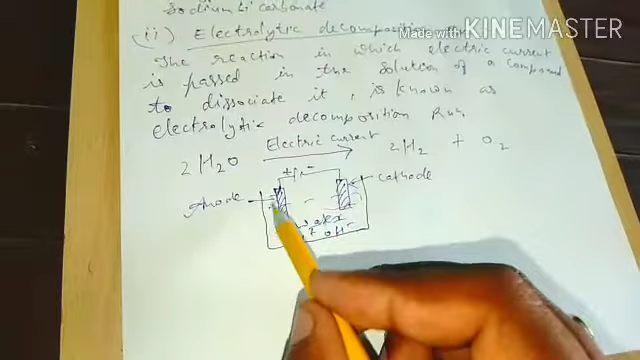 Sodium bi carbonate
Made with KINEMASTER
(ii) Electrolytic decomposition
The reaction in which electric current
is passed in the solution of a compound
to dissociate it, is known as
electrolytic decomposition
2H₂O Electric current 2H₂ + O₂
+ -
Anode
Cathode
water